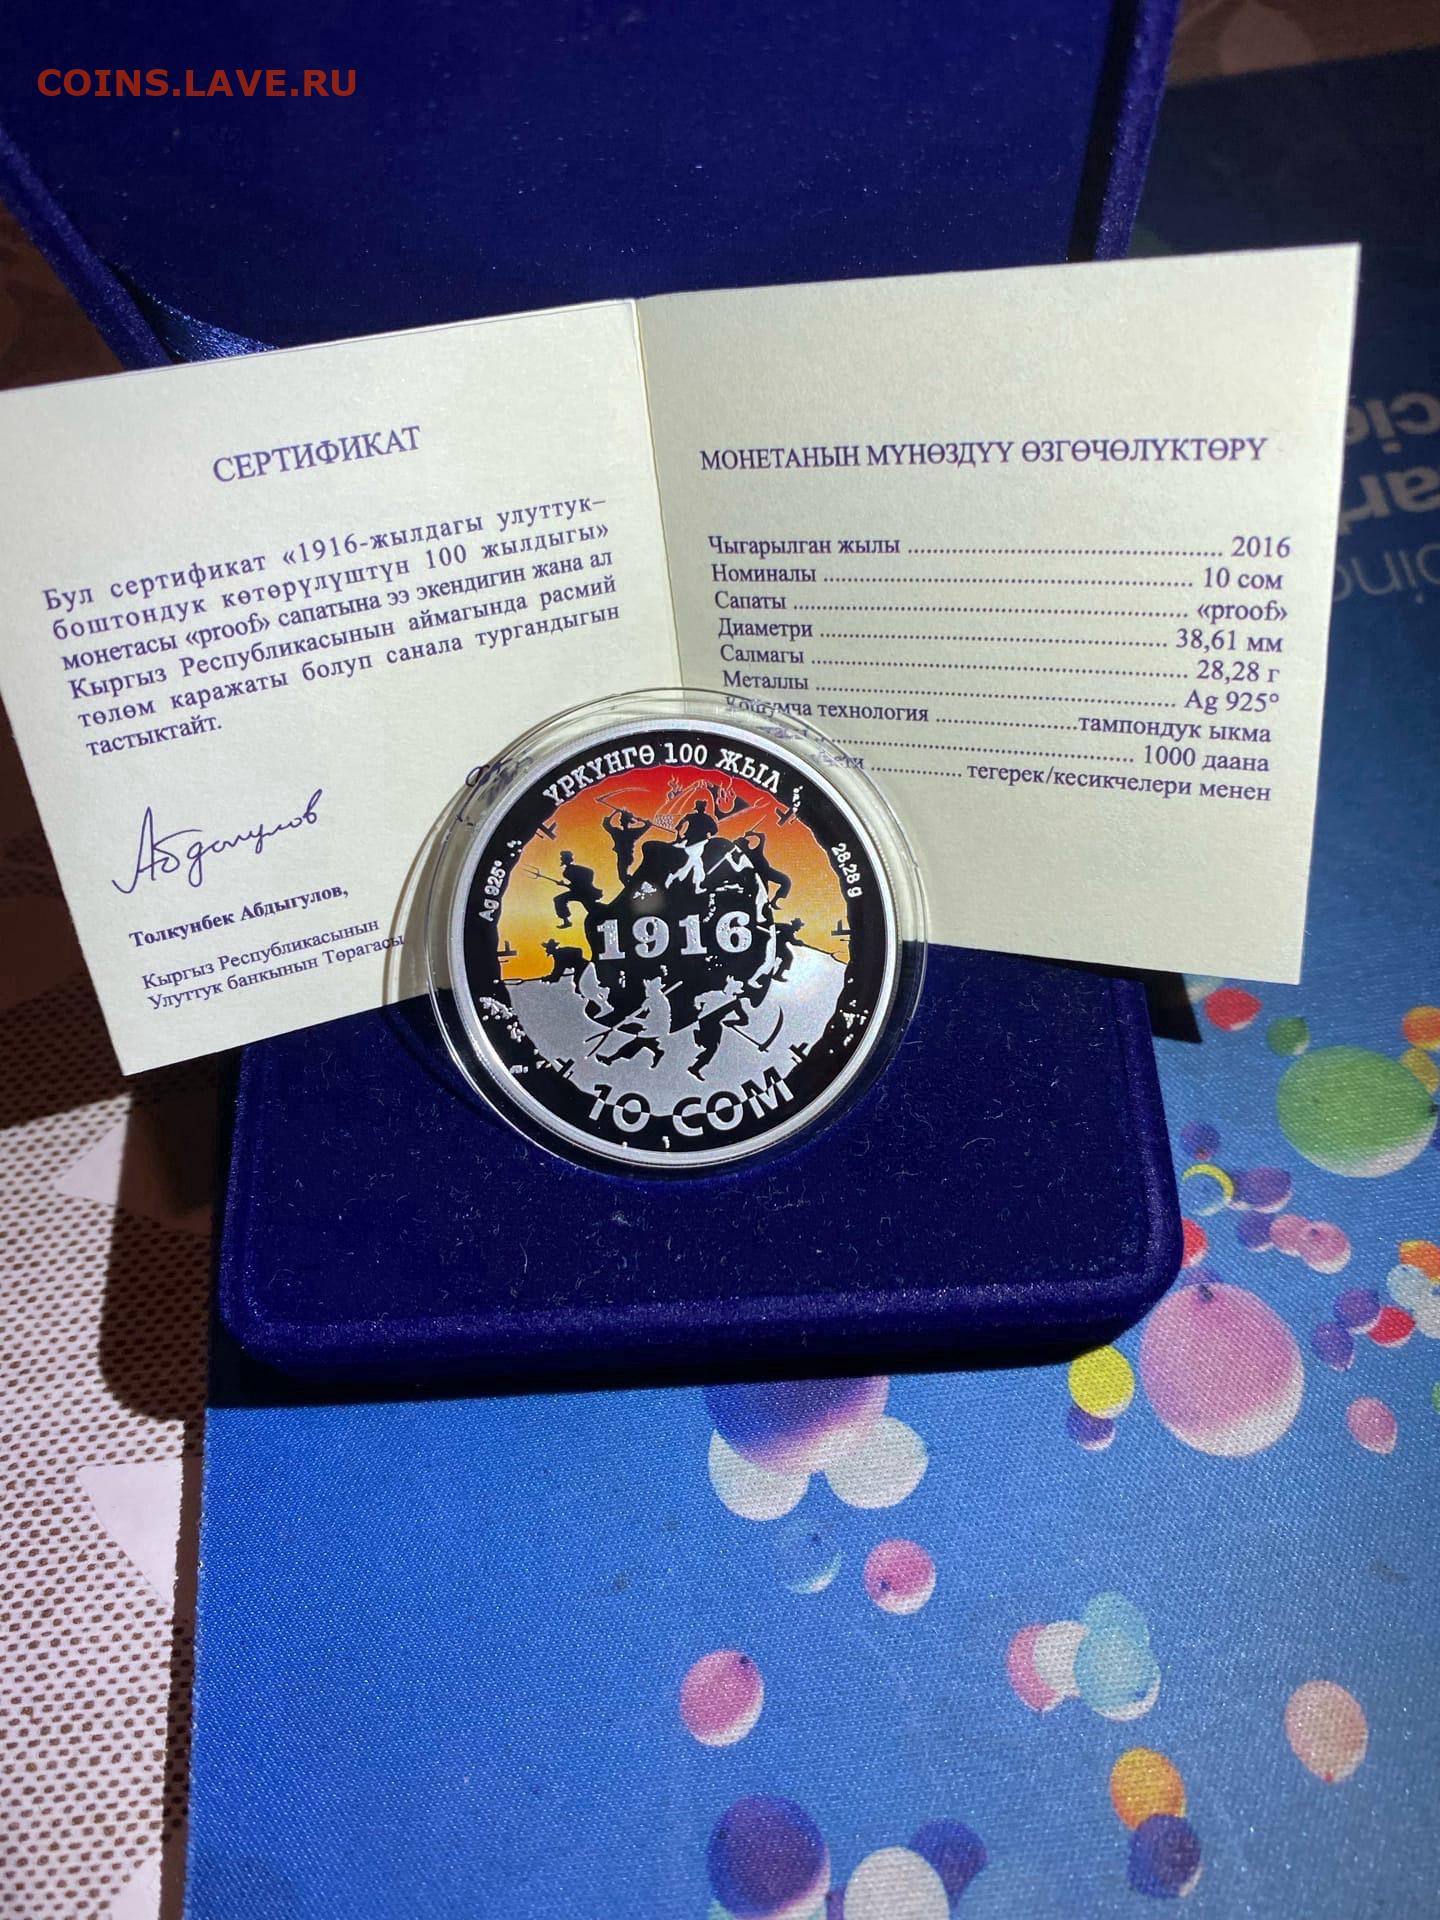 COINS.LAVE.RU
СЕРТИФИКАТ
Бул сертификат «1916-жылдагы улуттук–
боштондук көтөрүлүштүн 100 жылдыгы»
монетасы «proof» сапатына ээ экендигин жана ал
Кыргыз Республикасынын аймагында расмий
төлөм каражаты болуп санала тургандыгын
тастыктайт.
Абдыгулов
Толкунбек Абдыгулов,
Кыргыз Республикасынын
Улуттук банкынын Төрагасы
МОНЕТАНЫН МҮНӨЗДҮҮ ӨЗГӨЧӨЛҮКТӨРҮ
Чыгарылган жылы ........ 2016
Номиналы ........ 10 сом
Сапаты ........ «proof»
Диаметри ........ 38,61 мм
Салмагы ........ 28,28 г
Металлы ........ Ag 925°
Кошумча технология ........ тампондук ыкма
........ 1000 даана
........ тегерек/кесикчелери менен
ҮРКҮНГӨ 100 ЖЫЛ
Ag 925°
28,28 g
1916
10 СОМ